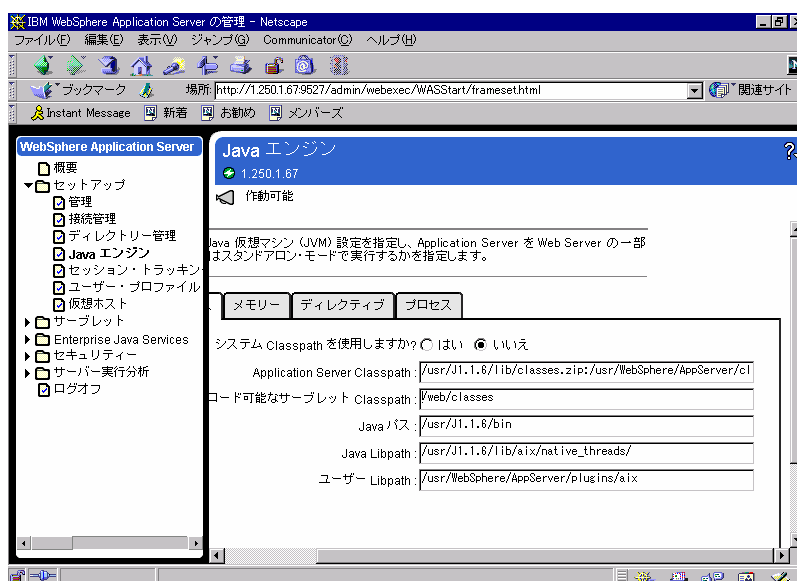 IBM WebSphere Application Server の管理 - Netscape
ファイル(F) 編集(E) 表示(V) ジャンプ(G) Communicator(C) ヘルプ(H)
ブックマーク 場所: http://1.250.1.67:9527/admin/webexec/WASStart/frameset.html 関連サイト
Instant Message 新着 お勧め メンバーズ
WebSphere Application Server
概要
セットアップ
管理
接続管理
ディレクトリー管理
Java エンジン
セッション・トラッキン
ユーザー・プロファイル
仮想ホスト
サーブレット
Enterprise Java Services
セキュリティー
サーバー実行分析
ログオフ
Java エンジン
?
1.250.1.67
作動可能
Java 仮想マシン (JVM) 設定を指定し、Application Server を Web Server の一部
はスタンドアロン・モードで実行するかを指定します。
メモリー ディレクティブ プロセス
システム Classpath を使用しますか? はい いいえ
Application Server Classpath : /usr/J1.1.6/lib/classes.zip:/usr/WebSphere/AppServer/cl
コード可能なサーブレット Classpath : /web/classes
Java パス : /usr/J1.1.6/bin
Java Libpath : /usr/J1.1.6/lib/aix/native_threads/
ユーザー Libpath : /usr/WebSphere/AppServer/plugins/aix